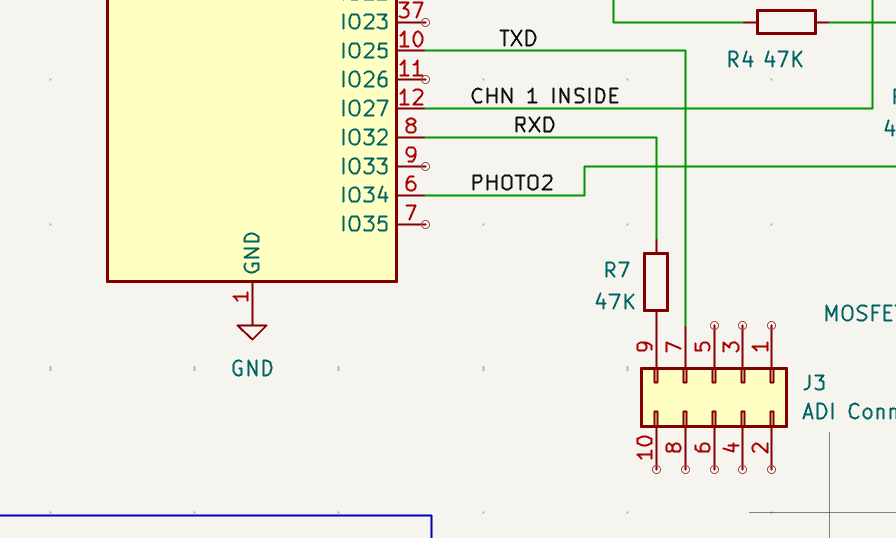 IO23 37
IO25 10 TXD
R4 47K
IO26 11
IO27 12 CHN 1 INSIDE
IO32 8 RXD
IO33 9
IO34 6 PHOTO2
IO35 7
GND
1
GND
R7
47K
MOSFE
9 7 5 3 1
J3
ADI Conn
10 8 6 4 2